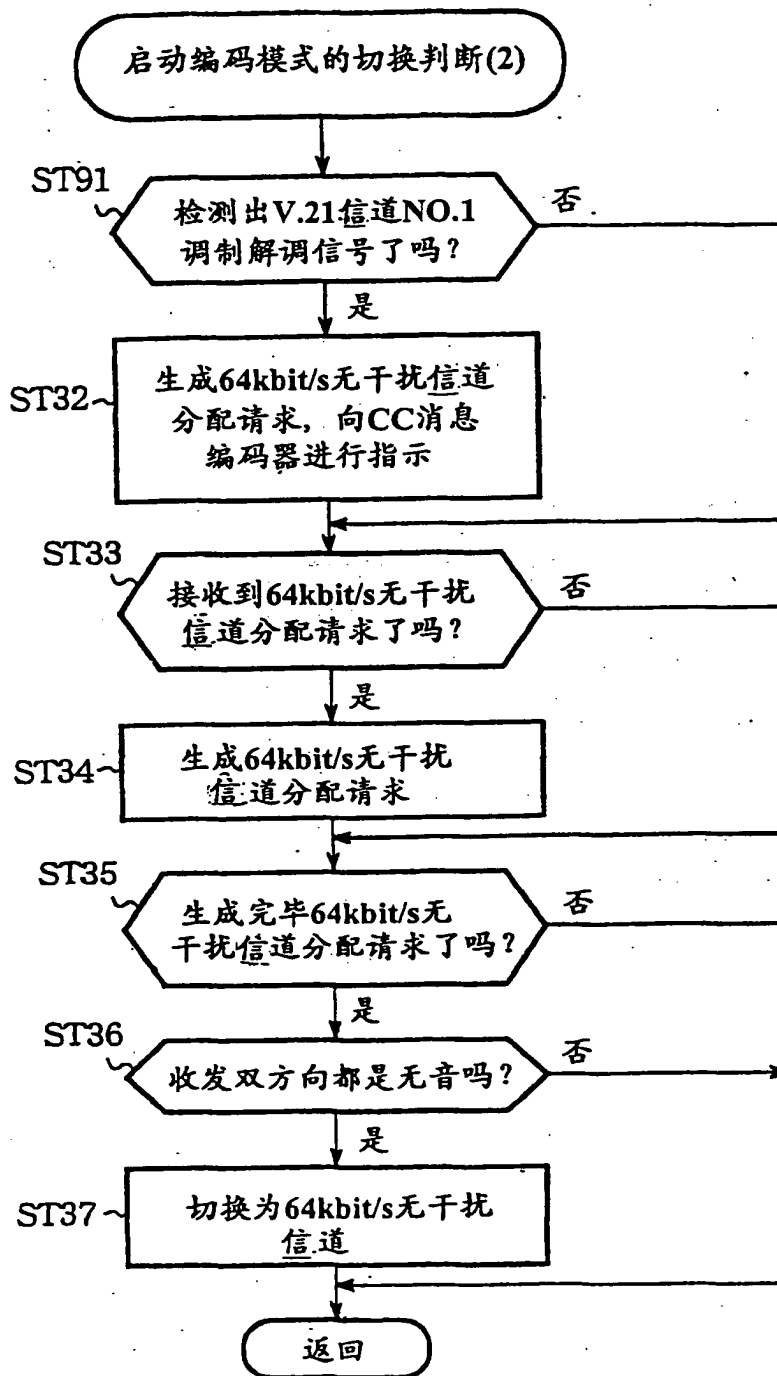 启动编码模式的切换判断(2)
ST91
检测出V.21信道NO.1
调制解调信号了吗？
否
是
ST32
生成64kbit/s无干扰信道
分配请求，向CC消息
编码器进行指示
ST33
接收到64kbit/s无干扰
信道分配请求了吗？
否
是
ST34
生成64kbit/s无干扰
信道分配请求
ST35
生成完毕64kbit/s无
干扰信道分配请求了吗？
否
是
ST36
收发双方向都是无音吗？
否
是
ST37
切换为64kbit/s无干扰
信道
返回